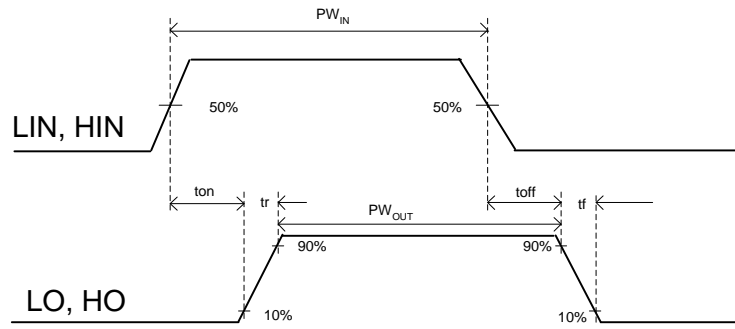 PW_IN
50%
50%
LIN, HIN
ton
tr
toff
tf
PW_OUT
90%
90%
LO, HO
10%
10%